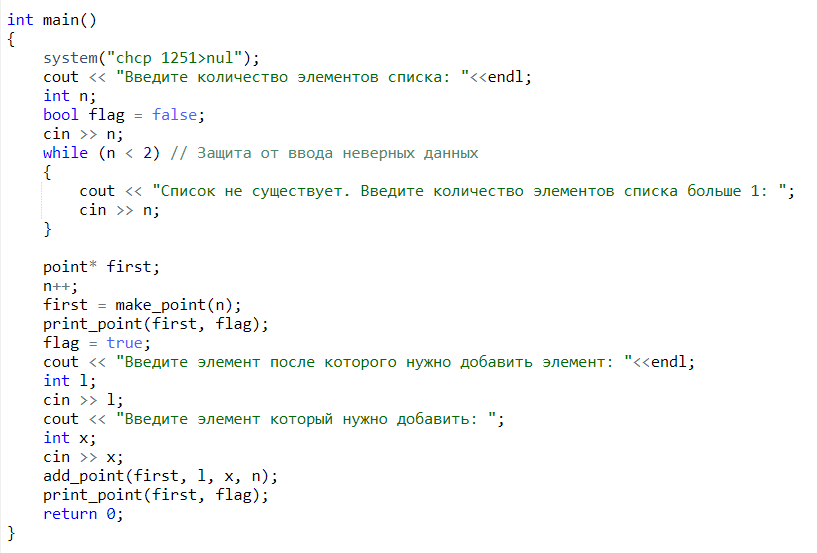 int main()
{
    system("chcp 1251>nul");
    cout << "Введите количество элементов списка: "<<endl;
    int n;
    bool flag = false;
    cin >> n;
    while (n < 2) // Защита от ввода неверных данных
    {
        cout << "Список не существует. Введите количество элементов списка больше 1: ";
        cin >> n;
    }

    point* first;
    n++;
    first = make_point(n);
    print_point(first, flag);
    flag = true;
    cout << "Введите элемент после которого нужно добавить элемент: "<<endl;
    int l;
    cin >> l;
    cout << "Введите элемент который нужно добавить: ";
    int x;
    cin >> x;
    add_point(first, l, x, n);
    print_point(first, flag);
    return 0;
}